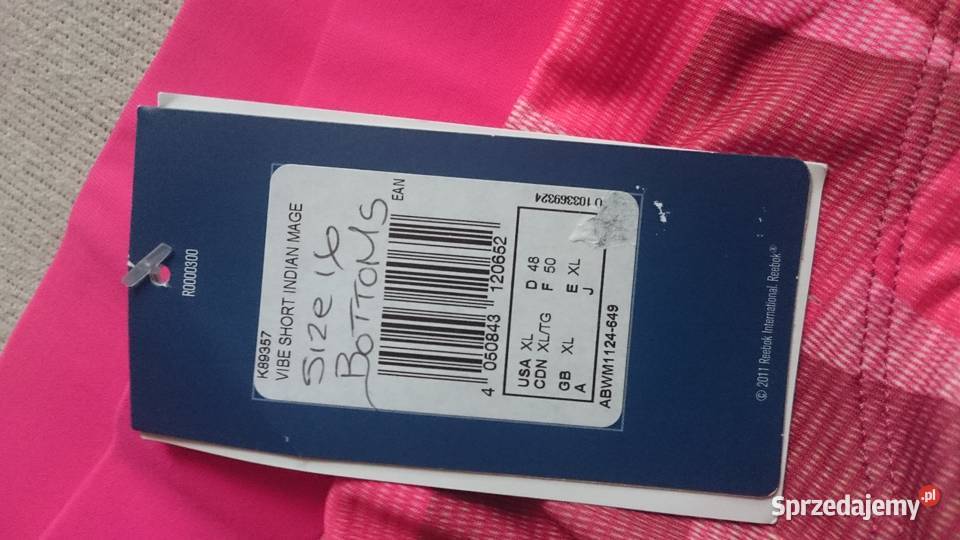 R0000300
K89357
VIBE SHORT INDIAN MAGE
SIZE 16
BOTTOMS
EAN
4 050843 120652
USA XL D 48
CDN XL/TG F 50
GB XL E XL
A J
ABWM1124-649
103369324
© 2011 Reebok International. Reebok®
Sprzedajemy.pl